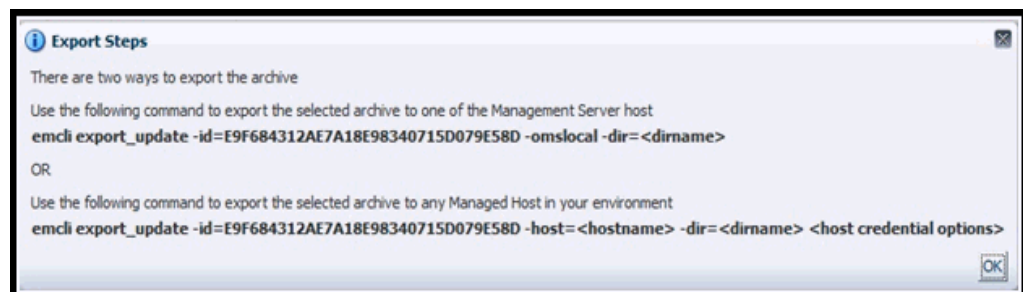 Export Steps
There are two ways to export the archive
Use the following command to export the selected archive to one of the Management Server host
emcli export_update -id=E9F684312AE7A18E98340715D079E58D -omslocal -dir=<dirname>
OR
Use the following command to export the selected archive to any Managed Host in your environment
emcli export_update -id=E9F684312AE7A18E98340715D079E58D -host=<hostname> -dir=<dirname> <host credential options>
OK